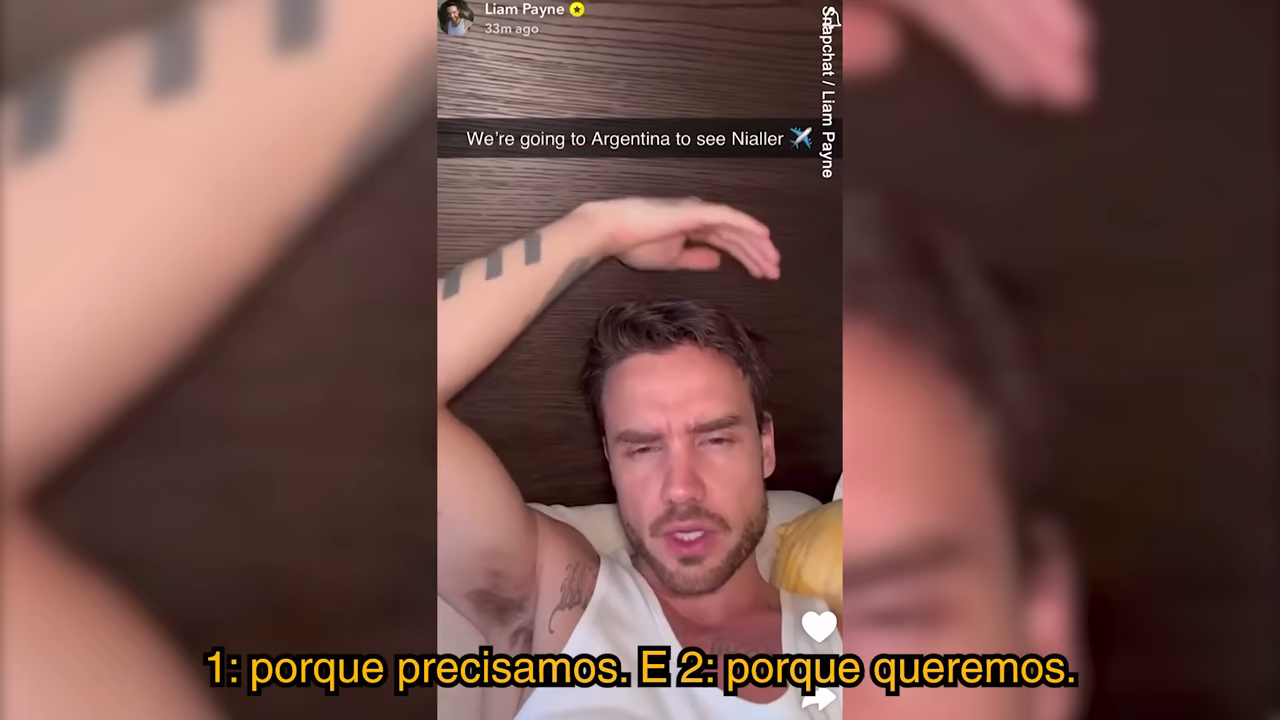 Liam Payne
33m ago
We're going to Argentina to see Nialler ✈️
Snapchat / Liam Payne
1: porque precisamos. E 2: porque queremos.